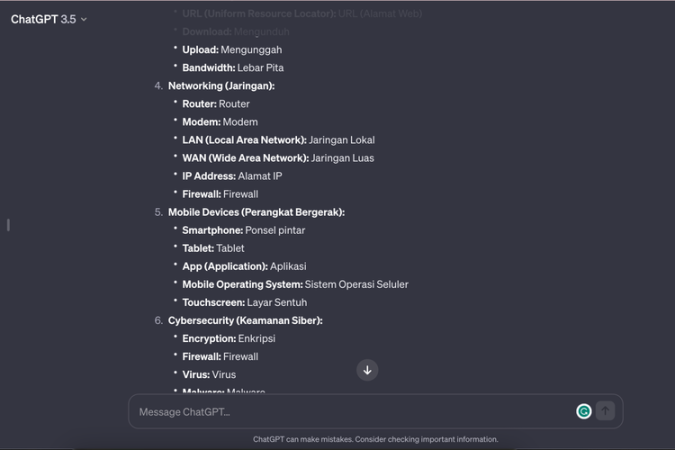 ChatGPT 3.5
URL (Uniform Resource Locator): URL (Alamat Web)
Download: Mengunduh
Upload: Mengunggah
Bandwidth: Lebar Pita
4. Networking (Jaringan):
Router: Router
Modem: Modem
LAN (Local Area Network): Jaringan Lokal
WAN (Wide Area Network): Jaringan Luas
IP Address: Alamat IP
Firewall: Firewall
5. Mobile Devices (Perangkat Bergerak):
Smartphone: Ponsel pintar
Tablet: Tablet
App (Application): Aplikasi
Mobile Operating System: Sistem Operasi Seluler
Touchscreen: Layar Sentuh
6. Cybersecurity (Keamanan Siber):
Encryption: Enkripsi
Firewall: Firewall
Virus: Virus
Malware: Malware
Message ChatGPT...
ChatGPT can make mistakes. Consider checking important information.